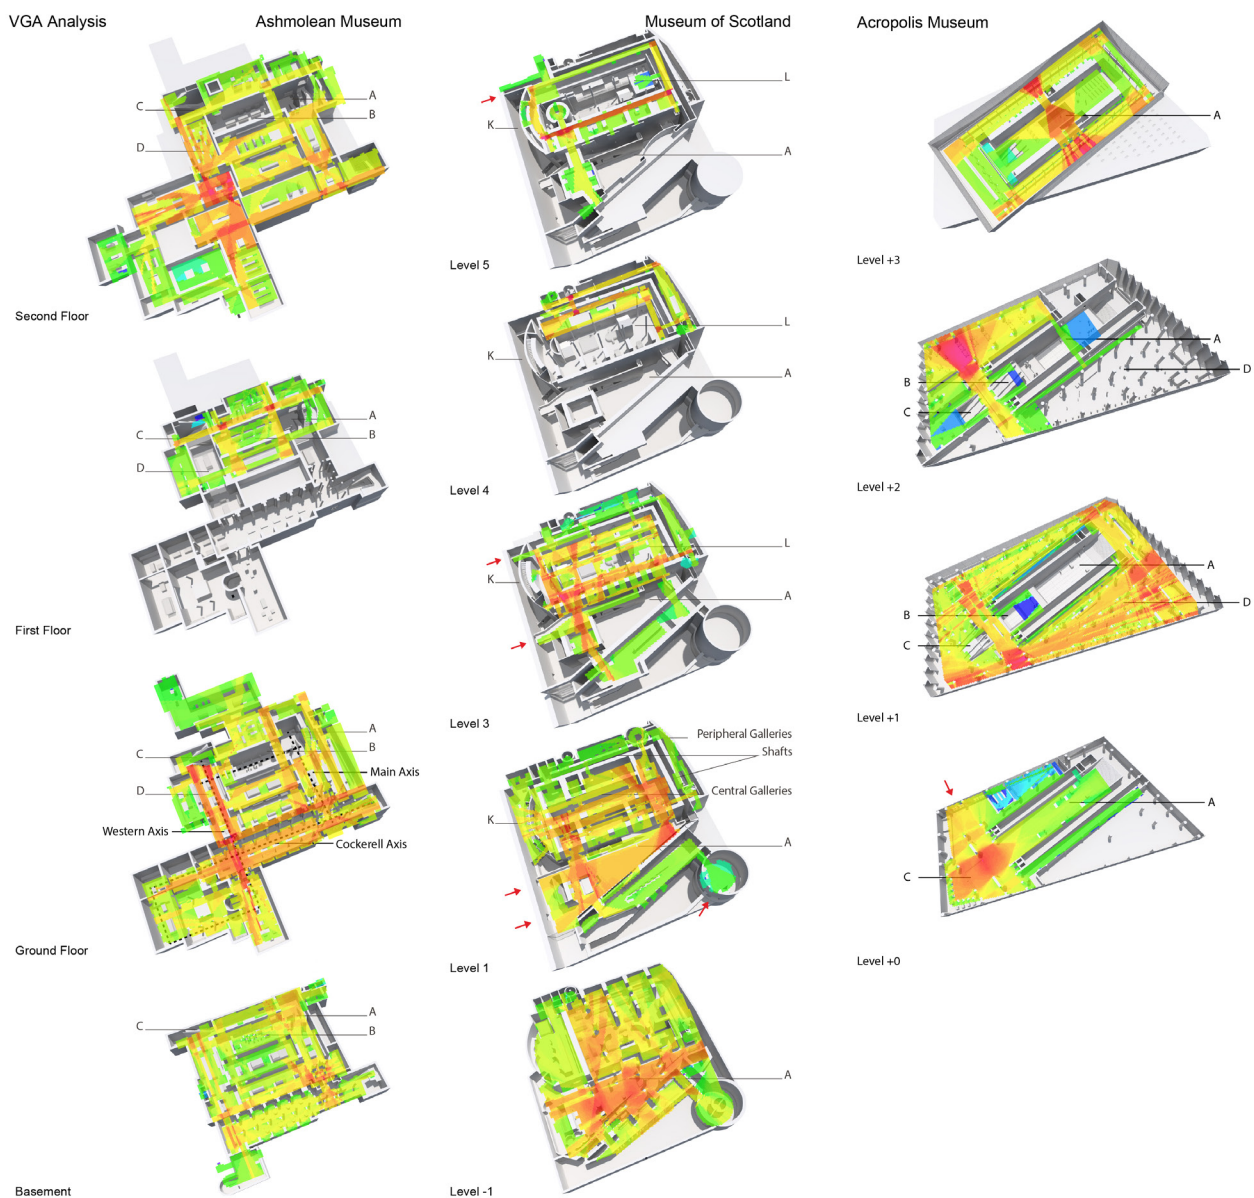 VGA Analysis
Ashmolean Museum
Museum of Scotland
Acropolis Museum
C
A
B
D
Second Floor
L
K
A
Level 5
A
Level +3
C
A
B
D
First Floor
L
K
A
Level 4
A
D
B
C
Level +2
L
K
A
Level 3
A
D
B
C
Level +1
A
C
B
D
Main Axis
Western Axis
Cockerell Axis
Ground Floor
Peripheral Galleries
Shafts
Central Galleries
K
A
Level 1
A
C
Level +0
C
A
B
Basement
A
Level -1